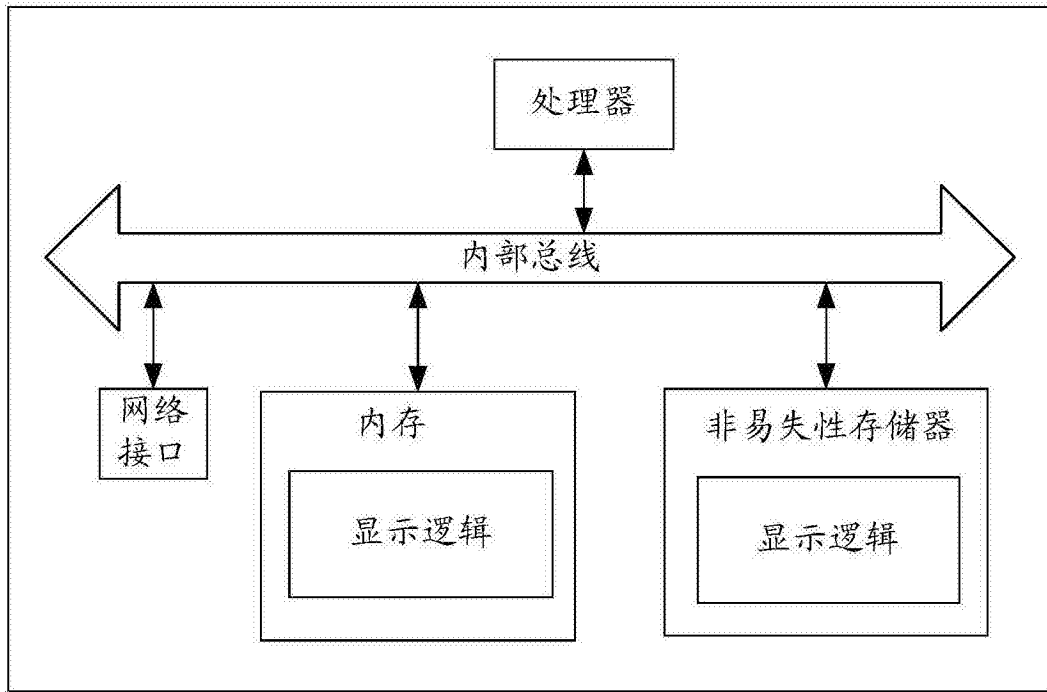 处理器
内部总线
网络
接口
内存
显示逻辑
非易失性存储器
显示逻辑